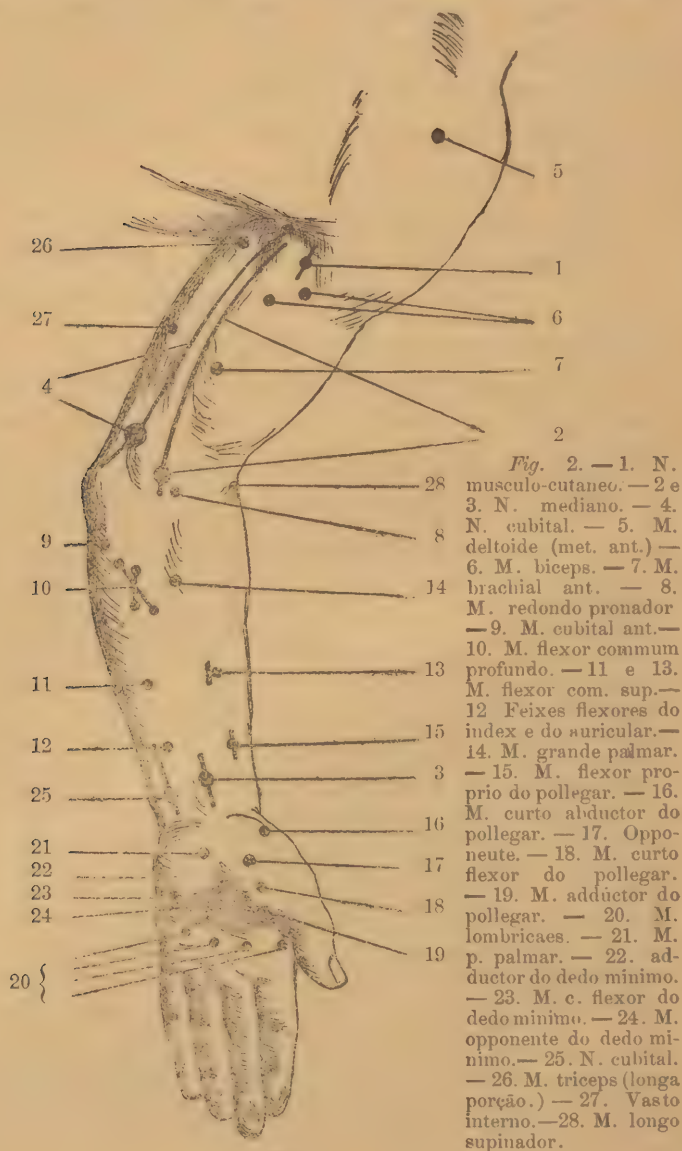 5
26
1
6
27
7
4
2
28
8
9
10
14
13
11
12
15
3
25
16
21
17
22
18
23
24
19
20 {
Fig. 2. — 1. N.
musculo-cutaneo. — 2 e
3. N. mediano. — 4.
N. cubital. — 5. M.
deltoide (met. ant.) —
6. M. biceps. — 7. M.
brachial ant. — 8.
M. redondo pronador
— 9. M. cubital ant. —
10. M. flexor commum
profundo. — 11 e 13.
M. flexor com. sup. —
12 Feixes flexores do
index e do auricular. —
14. M. grande palmar.
— 15. M. flexor pro-
prio do pollegar. — 16.
M. curto abductor do
pollegar. — 17. Oppo-
neute. — 18. M. curto
flexor do pollegar.
— 19. M. adductor do
pollegar. — 20. M.
lombricaes. — 21. M.
p. palmar. — 22. ad-
ductor do dedo minimo.
— 23. M. c. flexor do
dedo minimo. — 24. M.
opponente do dedo mi-
nimo. — 25. N. cubital.
— 26. M. triceps (longa
porção.) — 27. Vasto
interno. — 28. M. longo
supinador.